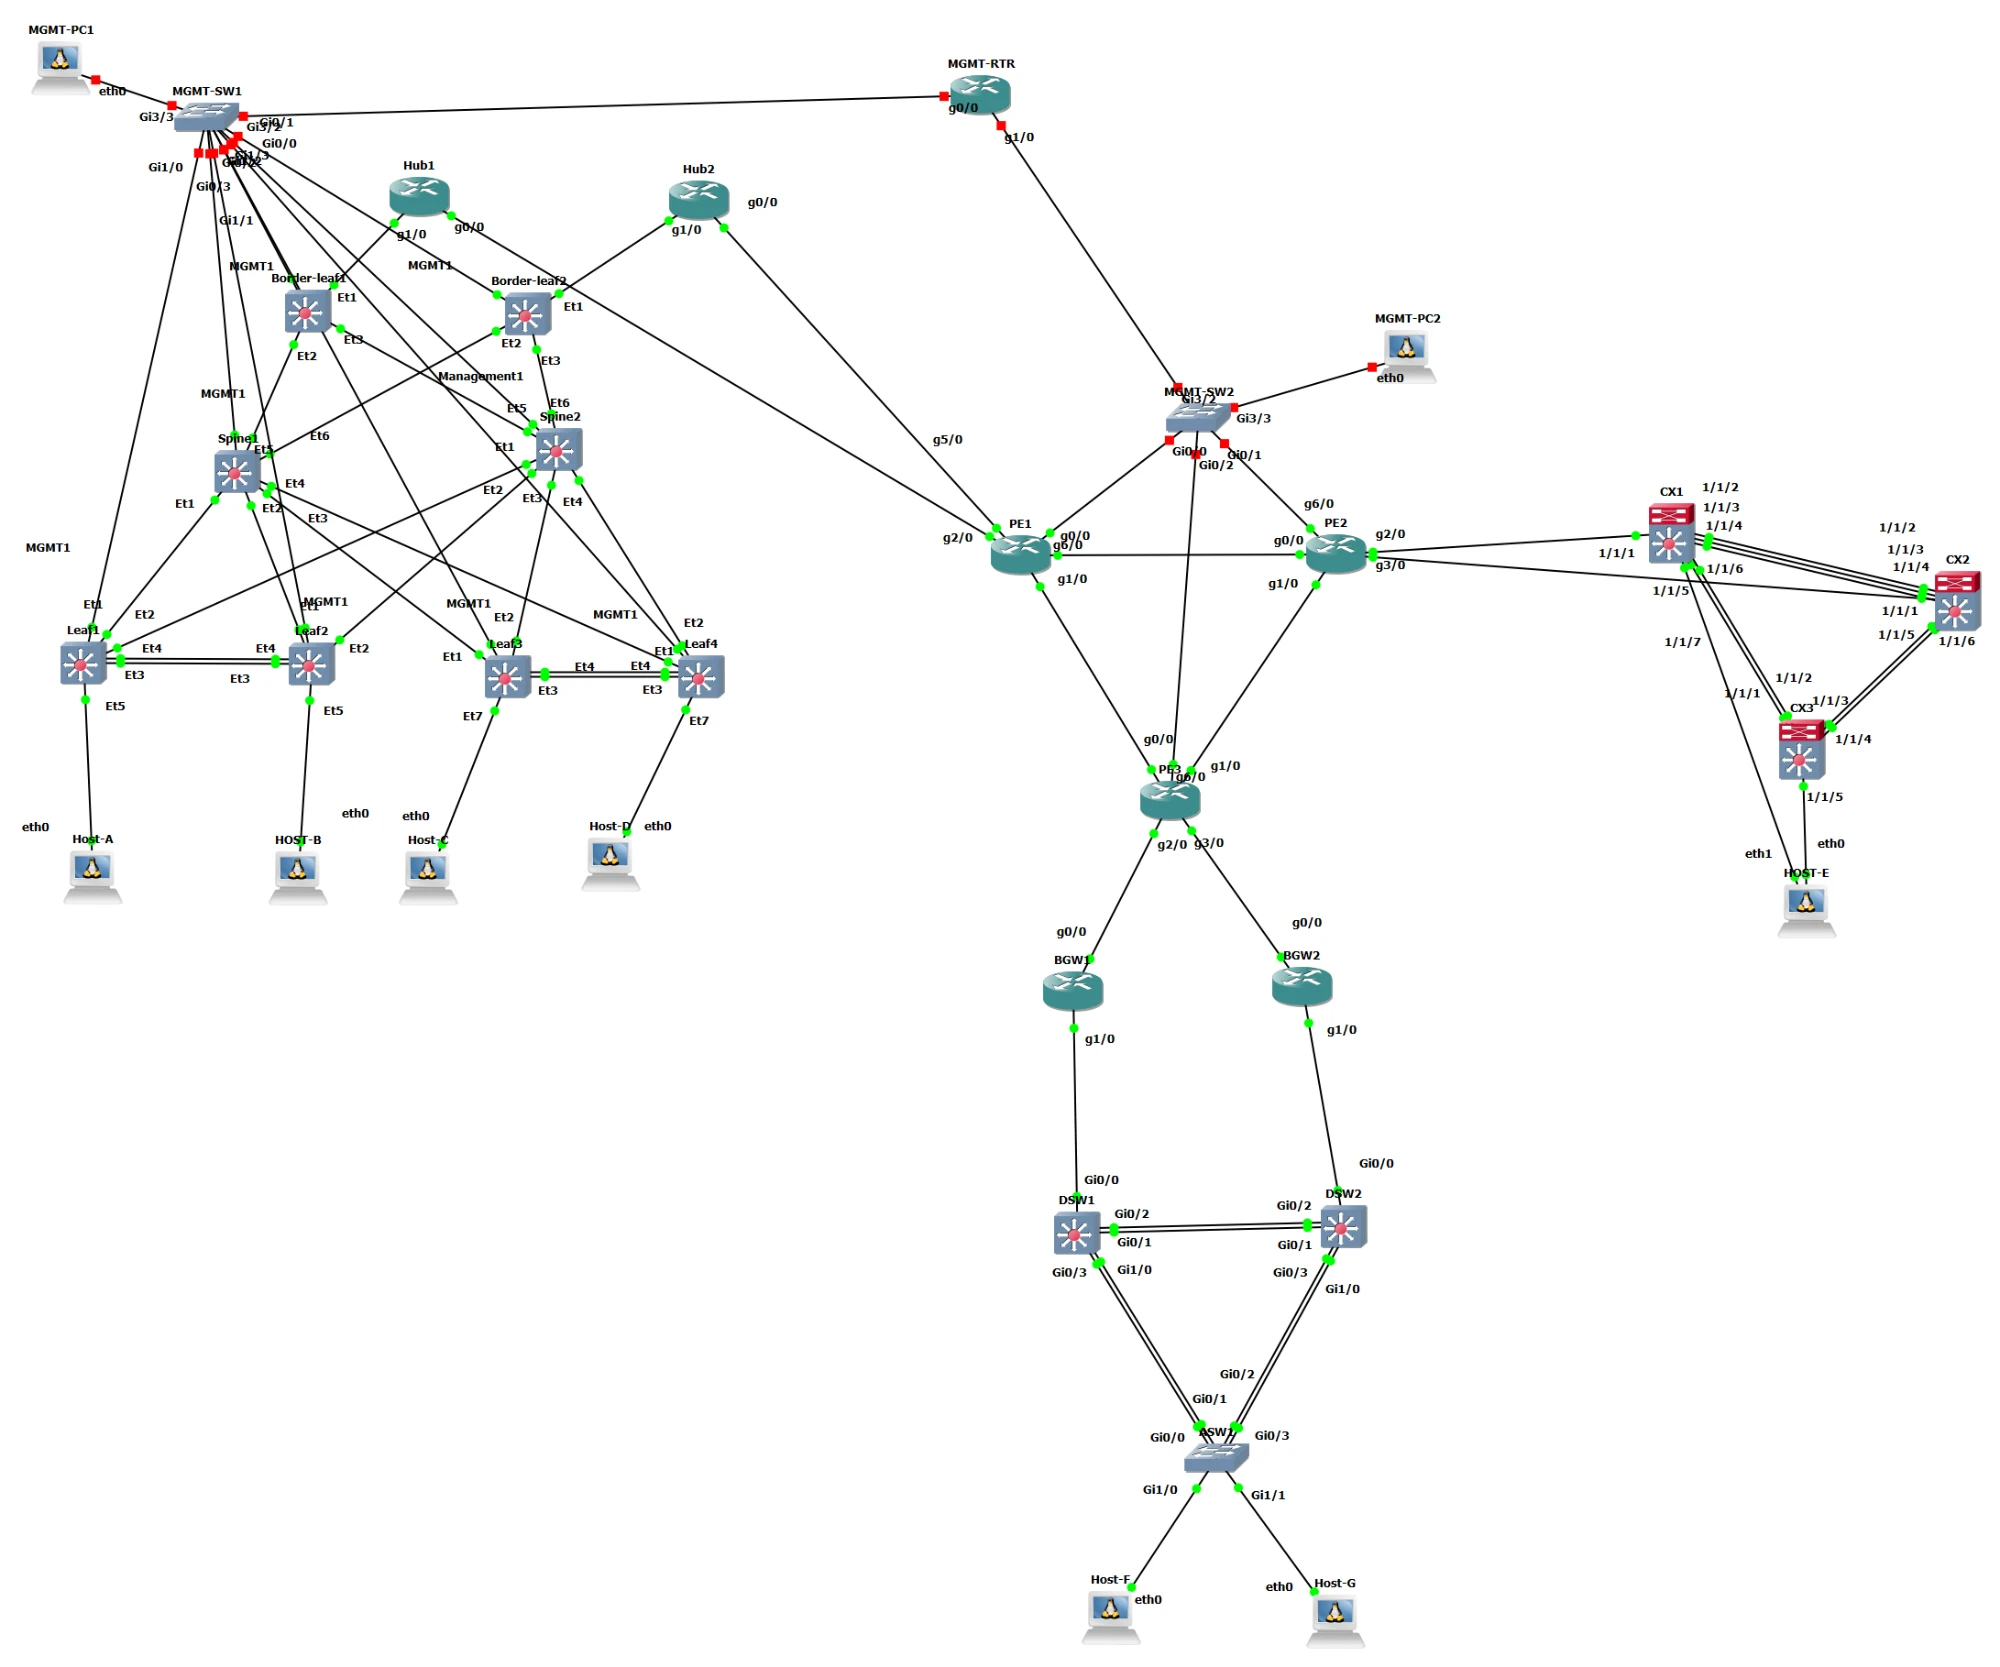 MGMT-PC1
eth0
MGMT-SW1
Gi3/3
Gi0/1
Gi3/2
Gi0/0
Gi1/3
Gi1/0
Gi0/3
Gi1/1
MGMT-RTR
g0/0
g1/0
Hub1
g1/0
g0/0
Hub2
g0/0
g1/0
MGMT1
Border-leaf1
Et1
Et3
Et2
MGMT1
Border-leaf2
Et1
Et2
Et3
MGMT-PC2
eth0
MGMT-SW2
Gi3/2
Gi3/3
Gi0/0
Gi0/1
Gi0/2
Management1
Et6
Et5
Spine2
Et1
Et2
Et3
Et4
MGMT1
Spine1
Et5
Et6
Et4
Et1
Et2
Et3
g5/0
PE1
g2/0
g0/0
g6/0
g1/0
g6/0
PE2
g0/0
g2/0
g3/0
g1/0
CX1
1/1/2
1/1/3
1/1/4
1/1/1
1/1/6
1/1/5
1/1/7
1/1/2
1/1/3
1/1/4
CX2
1/1/1
1/1/5
1/1/6
1/1/2
1/1/1
1/1/3
CX3
1/1/4
1/1/5
eth0
eth1
HOST-E
MGMT1
Et1
Et2
Leaf1
Et4
Et3
Et5
MGMT1
Et1
Leaf2
Et4
Et2
Et3
Et5
MGMT1
Et2
Leaf3
Et1
Et4
Et3
Et7
MGMT1
Et2
Leaf4
Et1
Et4
Et3
Et7
eth0
Host-A
eth0
HOST-B
eth0
Host-C
Host-D
eth0
g0/0
PE3
g6/0
g1/0
g2/0
g3/0
g0/0
BGW1
g1/0
g0/0
BGW2
g1/0
Gi0/0
DSW1
Gi0/2
Gi0/1
Gi0/3
Gi1/0
Gi0/0
DSW2
Gi0/2
Gi0/1
Gi0/3
Gi1/0
Gi0/2
Gi0/1
Gi0/0
ASW1
Gi0/3
Gi1/0
Gi1/1
Host-F
eth0
eth0
Host-G